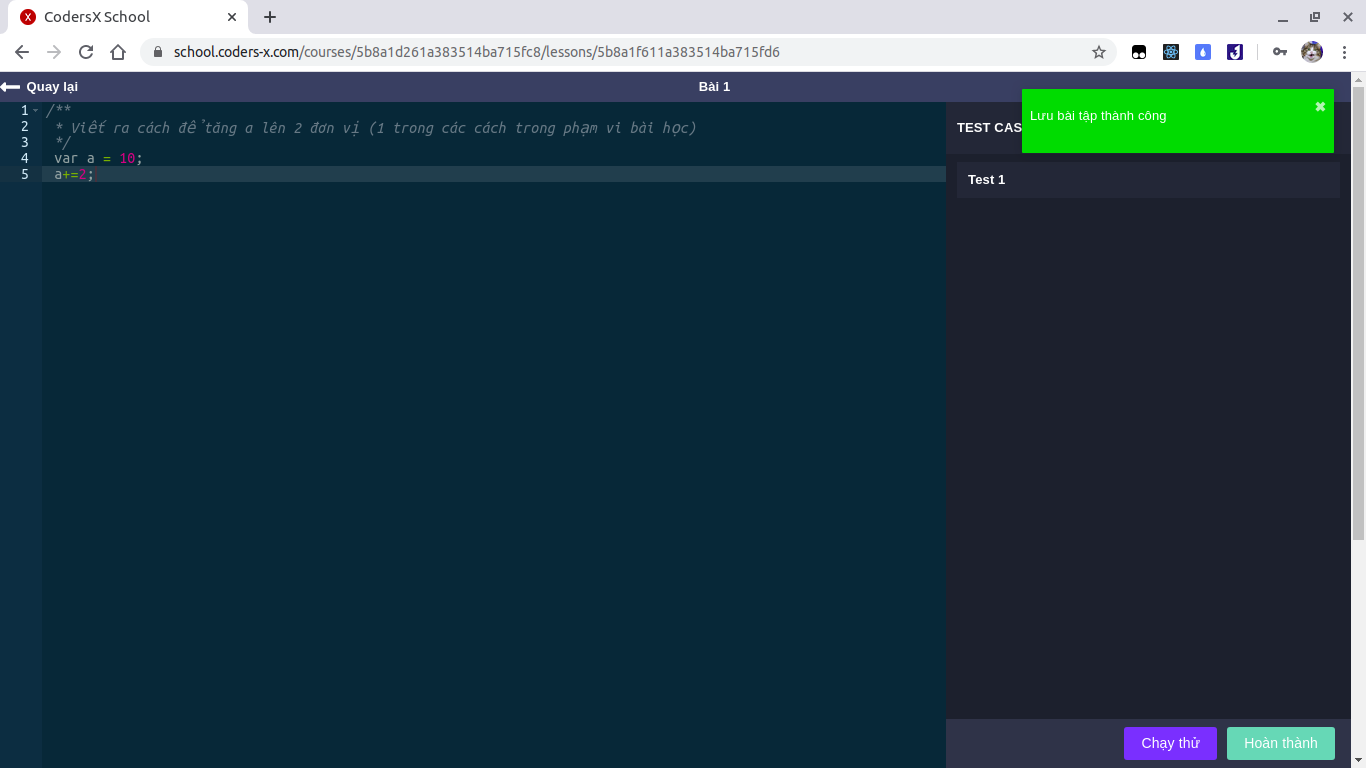 CodersX School
school.coders-x.com/courses/5b8a1d261a383514ba715fc8/lessons/5b8a1f611a383514ba715fd6
Quay lại
Bài 1
1 /**
2 * Viết ra cách để tăng a lên 2 đơn vị (1 trong các cách trong phạm vi bài học)
3 */
4 var a = 10;
5 a+=2;
TEST CAS
Lưu bài tập thành công
Test 1
Chạy thử
Hoàn thành